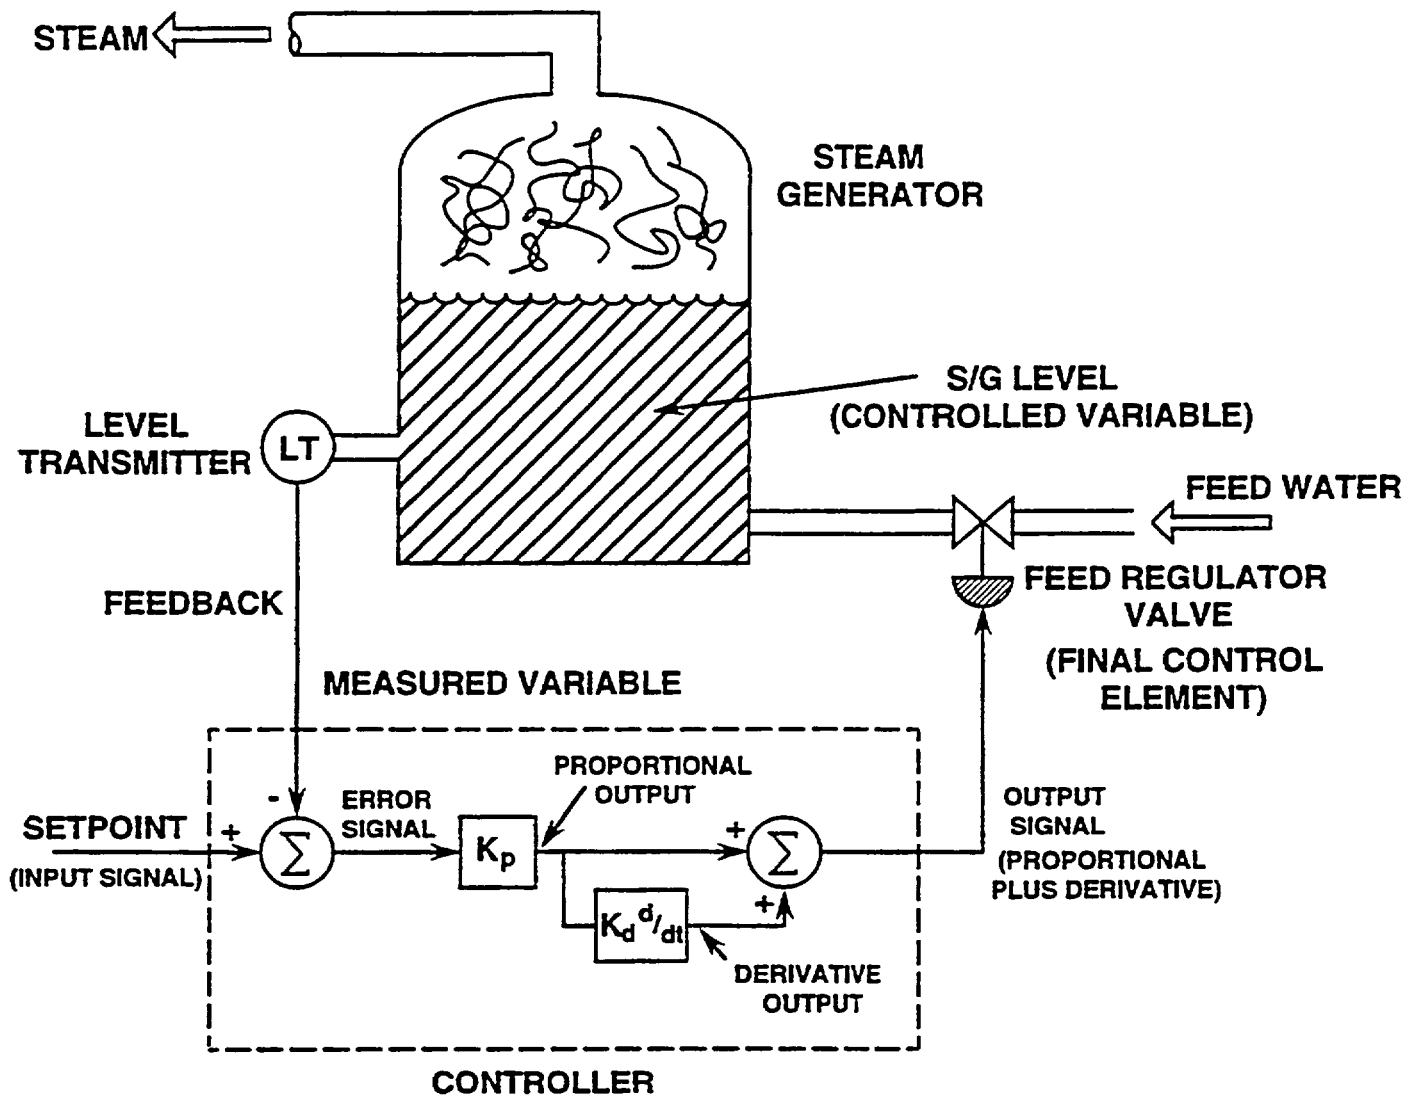 STEAM
STEAM
GENERATOR
S/G LEVEL
(CONTROLLED VARIABLE)
LEVEL
TRANSMITTER
LT
FEED WATER
FEED REGULATOR
VALVE
(FINAL CONTROL
ELEMENT)
FEEDBACK
MEASURED VARIABLE
PROPORTIONAL
OUTPUT
ERROR
SIGNAL
SETPOINT
(INPUT SIGNAL)
+
-
Σ
Kp
+
Σ
+
Kd d/dt
DERIVATIVE
OUTPUT
OUTPUT
SIGNAL
(PROPORTIONAL
PLUS DERIVATIVE)
CONTROLLER